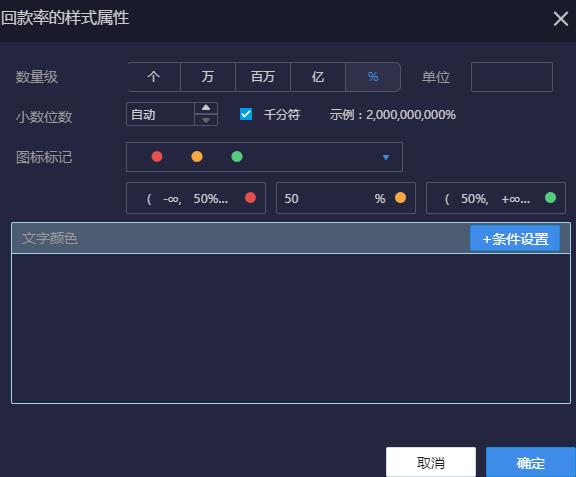 回款率的样式属性
数量级 个 万 百万 亿 % 单位
小数位数 自动 千分符 示例：2,000,000,000%
图标标记
( -∞, 50%... 50 % ( 50%, +∞...
文字颜色 +条件设置
取消 确定